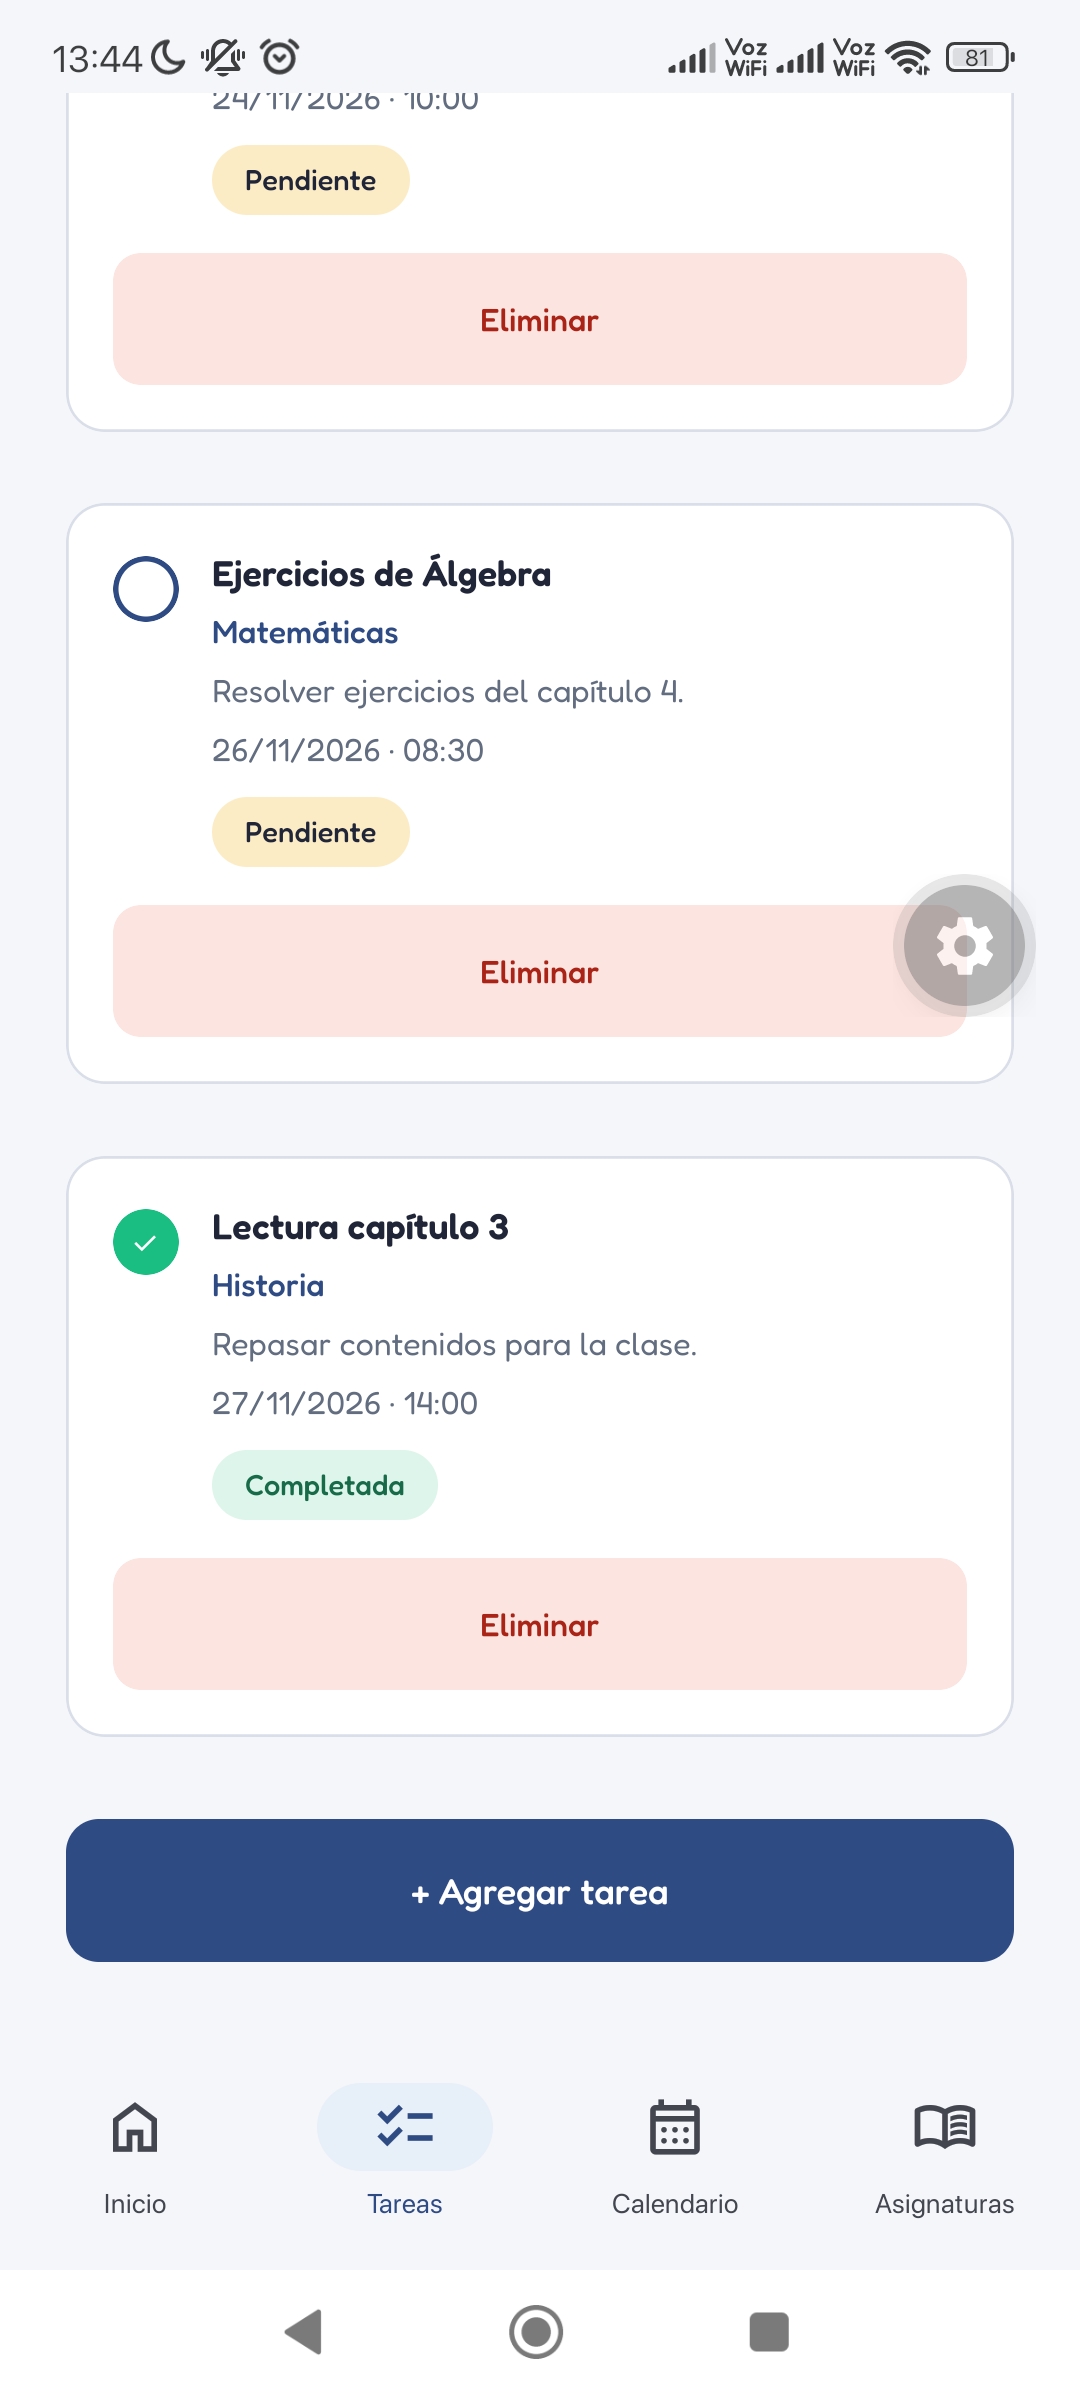 13:44
Voz
WiFi
Voz
WiFi
81
24/11/2026 · 10:00
Pendiente
Eliminar
Ejercicios de Álgebra
Matemáticas
Resolver ejercicios del capítulo 4.
26/11/2026 · 08:30
Pendiente
Eliminar
Lectura capítulo 3
Historia
Repasar contenidos para la clase.
27/11/2026 · 14:00
Completada
Eliminar
+ Agregar tarea
Inicio
Tareas
Calendario
Asignaturas